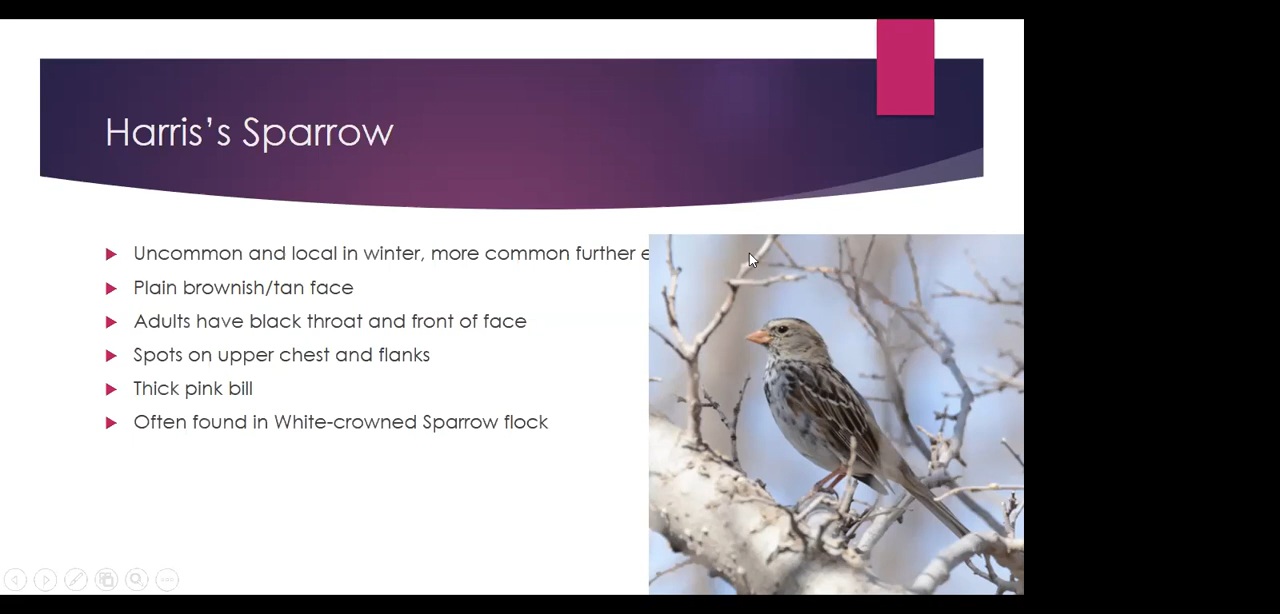 Harris's Sparrow
Uncommon and local in winter, more common further
Plain brownish/tan face
Adults have black throat and front of face
Spots on upper chest and flanks
Thick pink bill
Often found in White-crowned Sparrow flock